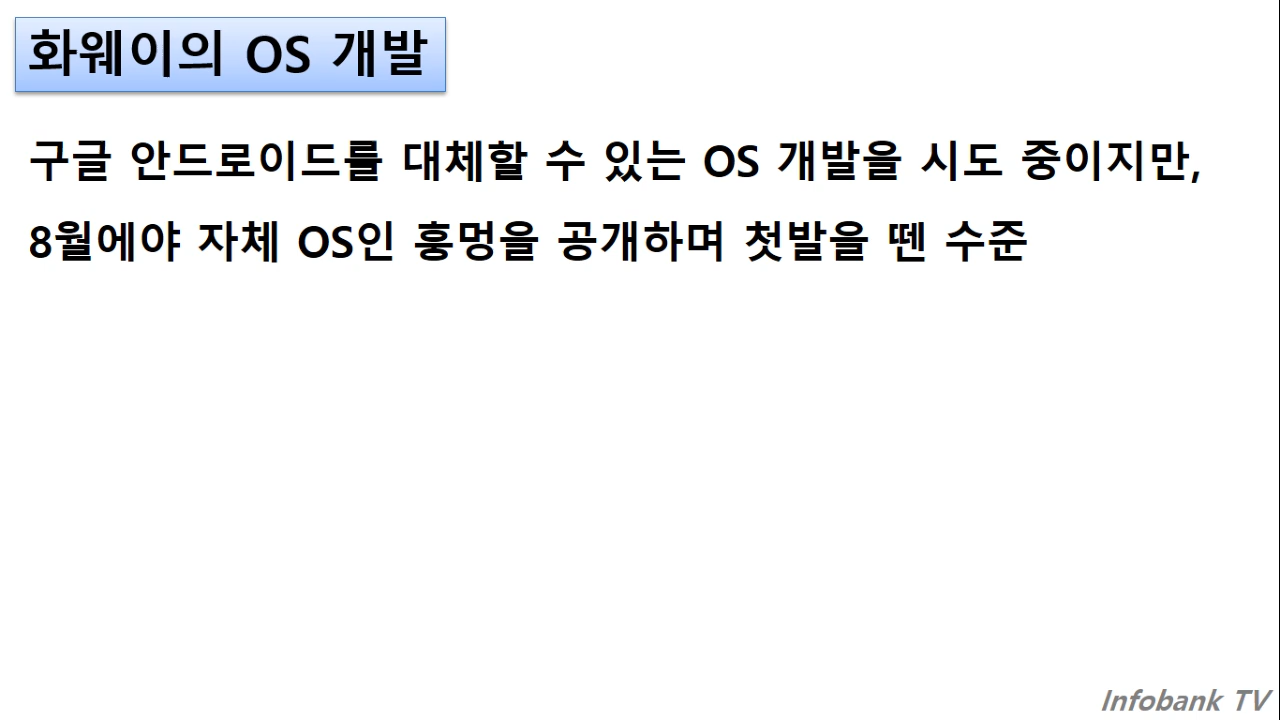 화웨이의 OS 개발
구글 안드로이드를 대체할 수 있는 OS 개발을 시도 중이지만,
8월에야 자체 OS인 훙멍을 공개하며 첫발을 뗀 수준
Infobank TV